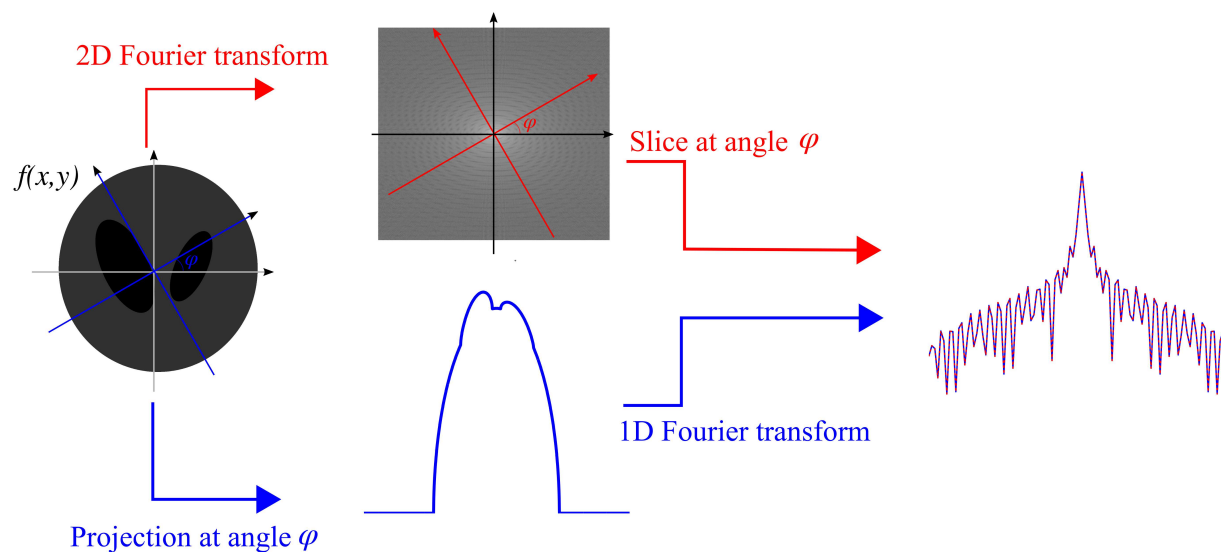 2D Fourier transform
φ
Slice at angle φ
f(x,y)
φ
1D Fourier transform
Projection at angle φ